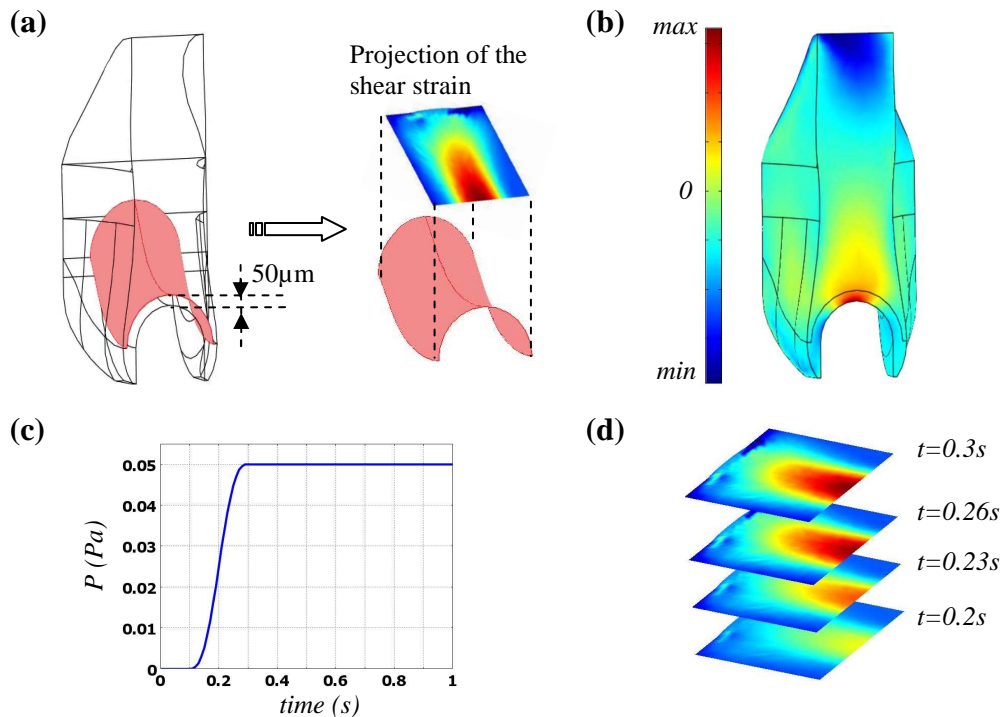 (a)
Projection of the
shear strain
50µm
(b)
max
0
min
(c)
P (Pa)
0.05
0.04
0.03
0.02
0.01
0
0 0.2 0.4 0.6 0.8 1
time (s)
(d)
t=0.3s
t=0.26s
t=0.23s
t=0.2s